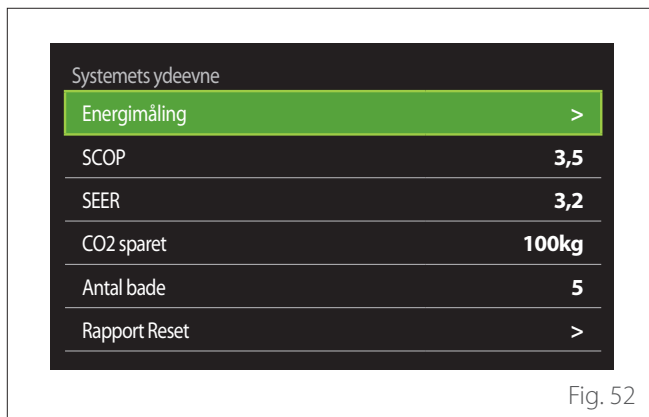 Systemets ydeevne
Energimåling >
SCOP 3,5
SEER 3,2
CO2 sparet 100kg
Antal bade 5
Rapport Reset >
Fig. 52